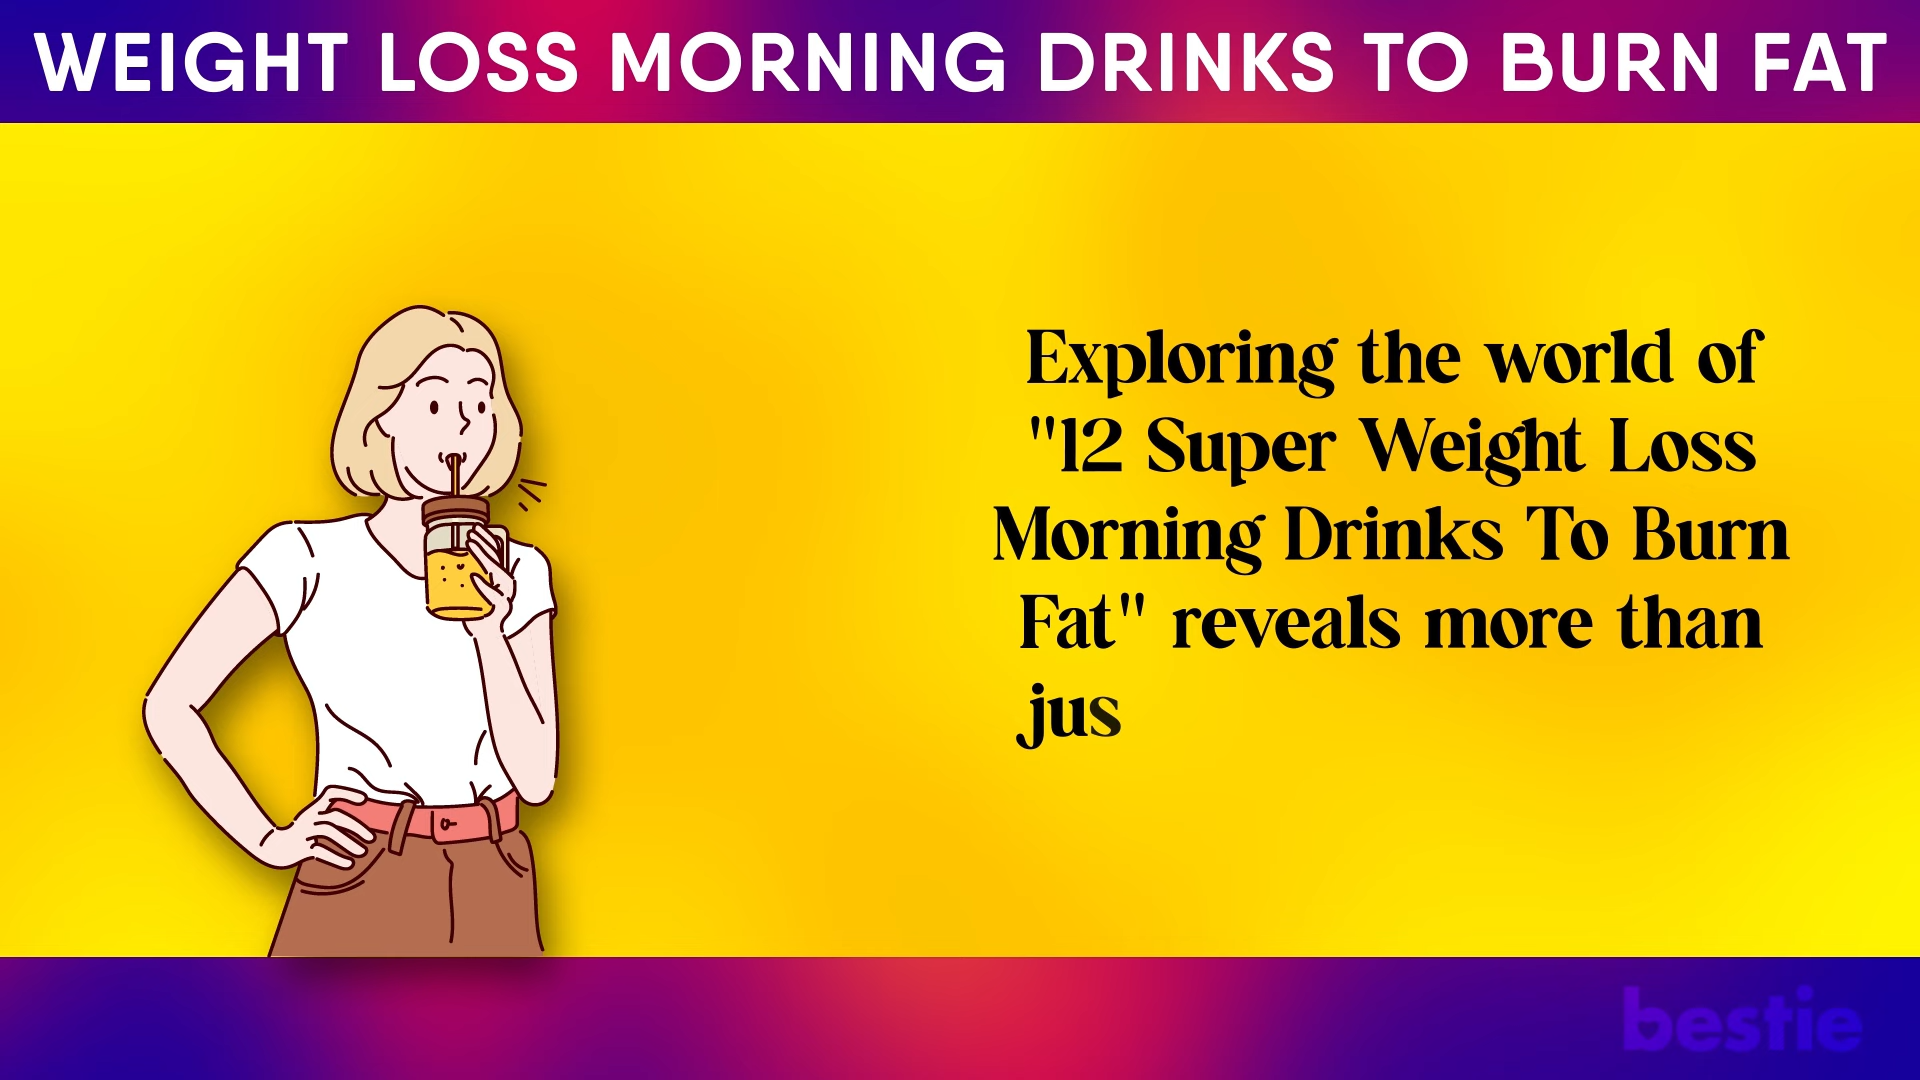 WEIGHT LOSS MORNING DRINKS TO BURN FAT
Exploring the world of
"12 Super Weight Loss
Morning Drinks To Burn
Fat" reveals more than
jus
bestie